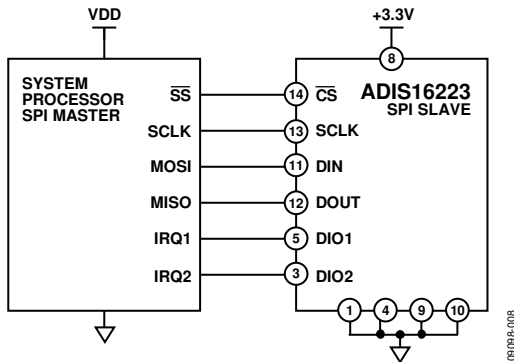 VDD
+3.3V
8
SYSTEM
PROCESSOR
SPI MASTER
ADIS16223
SPI SLAVE
SS 14 CS
SCLK 13 SCLK
MOSI 11 DIN
MISO 12 DOUT
IRQ1 5 DIO1
IRQ2 3 DIO2
1 4 9 10
09098-008